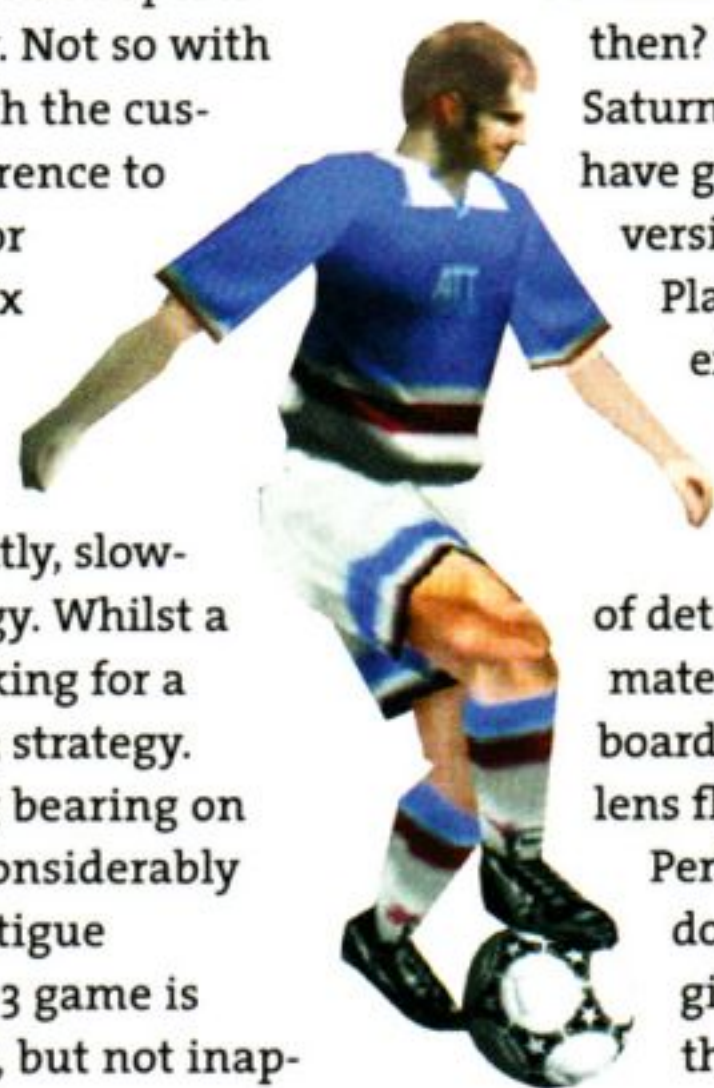 . Not so with
h the cus-
rence to
or
x
tly, slow-
gy. Whilst a
king for a
strategy.
bearing on
onsiderably
tigue
3 game is
, but not inap-
then?
Saturn
have g
versi
Pla
e
of det
mate
board
lens fl
Per
do
gi
th
ATT